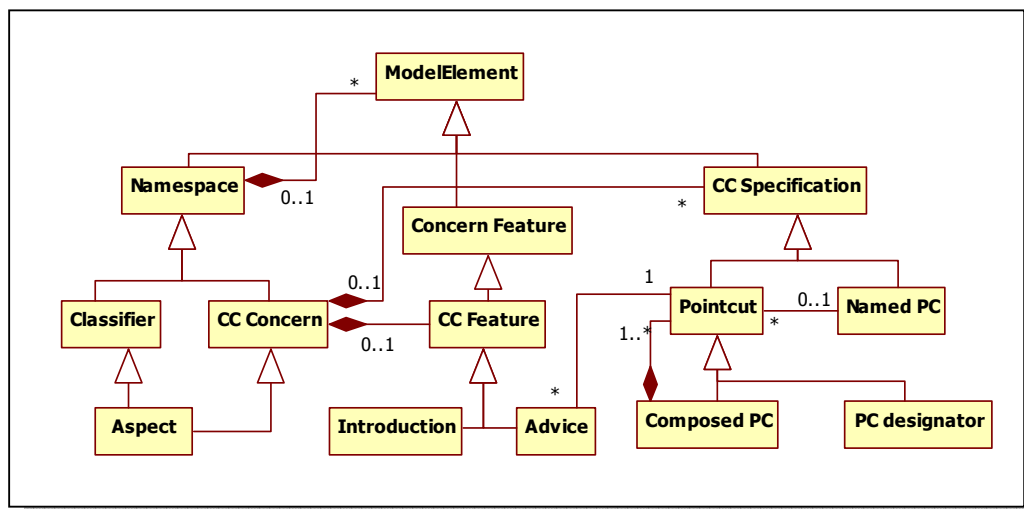 ModelElement
*
Namespace
0..1
CC Specification
*
Concern Feature
0..1
1
Classifier
CC Concern
0..1
CC Feature
Pointcut
0..1
*
Named PC
1..*
*
Aspect
Introduction
Advice
Composed PC
PC designator